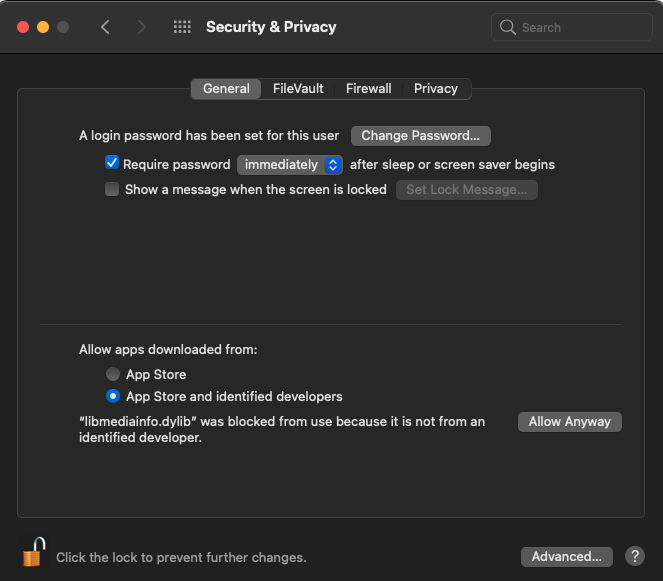 Security & Privacy
Search
General FileVault Firewall Privacy
A login password has been set for this user Change Password...
Require password immediately after sleep or screen saver begins
Show a message when the screen is locked Set Lock Message...
Allow apps downloaded from:
App Store
App Store and identified developers
“libmediainfo.dylib” was blocked from use because it is not from an Allow Anyway
identified developer.
Click the lock to prevent further changes. Advanced... ?